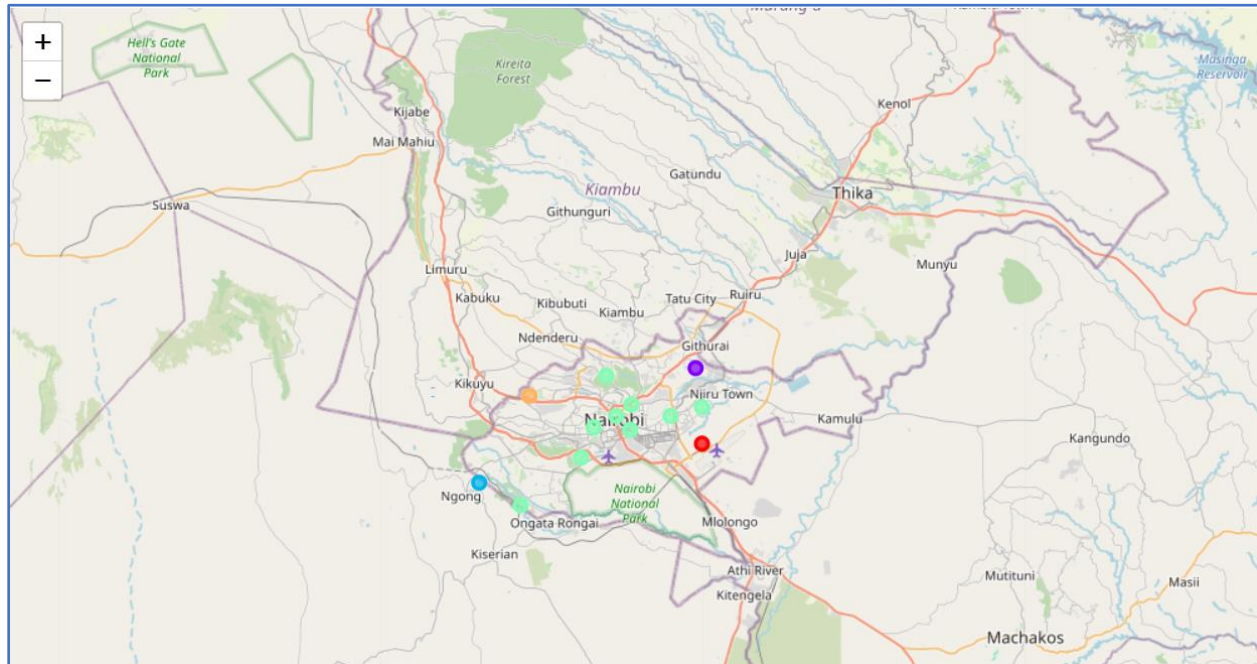 +
−
Hell's Gate
National
Park
Kireita
Forest
Masinga
Reservoir
Kijabe
Mai Mahiu
Kenol
Gatundu
Kiambu
Thika
Suswa
Githunguri
Juja
Munyu
Limuru
Kabuku
Kibubuti
Kiambu
Tatu City
Ruiru
Ndenderu
Githurai
Kikuyu
Njiru Town
Nairobi
Kamulu
Kangundo
Ngong
Nairobi
National
Park
Ongata Rongai
Mlolongo
Kiserian
Athi River
Kitengela
Mutituni
Masii
Machakos